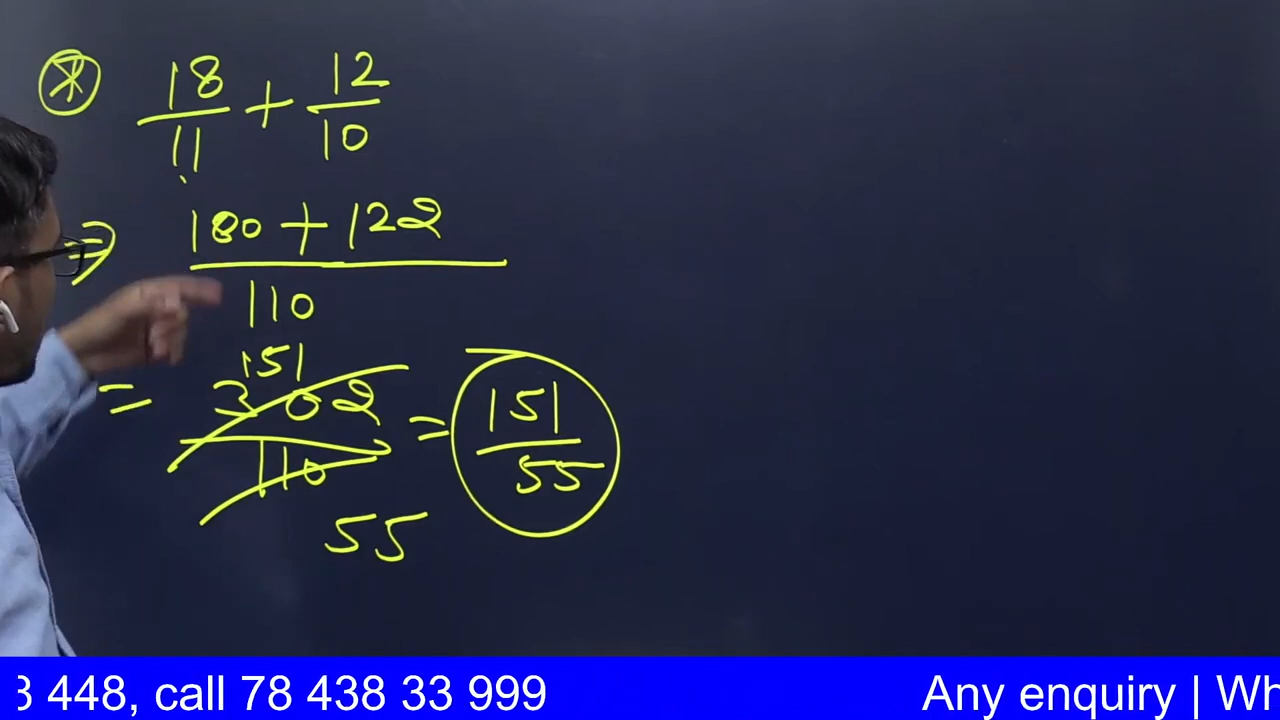 * 18/11 + 12/10
⇒ 180 + 122 / 110
= 302 / 110 = 151 / 55
151
55
3 448, call 78 438 33 999 Any enquiry | Wh